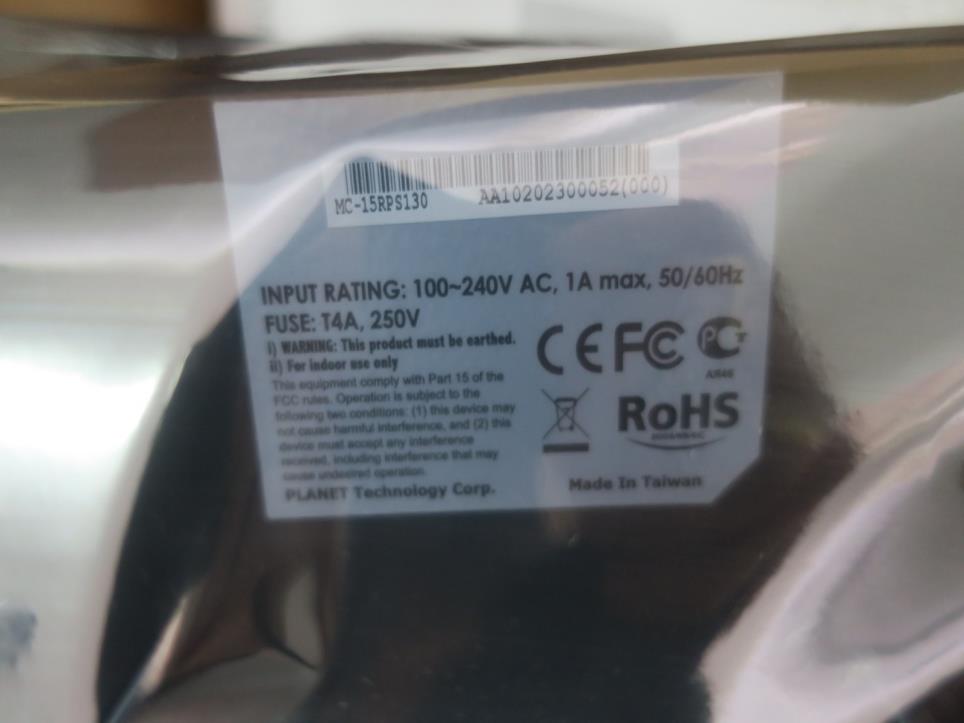 MC-15RPS130 AA10202300052(000)
INPUT RATING: 100~240V AC, 1A max, 50/60Hz
FUSE: T4A, 250V
i) WARNING: This product must be earthed.
ii) For indoor use only
This equipment comply with Part 15 of the
FCC rules. Operation is subject to the
following two conditions: (1) this device may
not cause harmful interference, and (2) this
device must accept any interference
received, including interference that may
cause undesired operation.
PLANET Technology Corp.
CE FC PCT
RoHS
Made In Taiwan